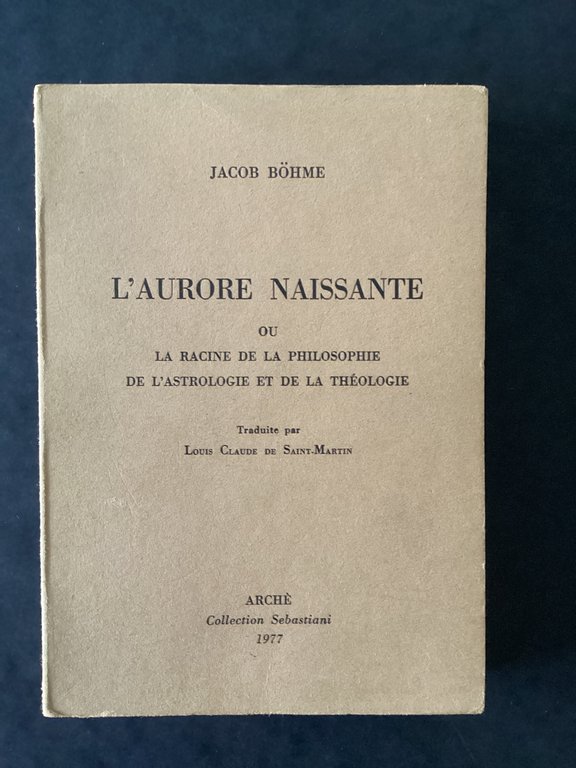 JACOB BÖHME
L'AURORE NAISSANTE
OU
LA RACINE DE LA PHILOSOPHIE
DE L'ASTROLOGIE ET DE LA THÉOLOGIE
Traduite par
LOUIS CLAUDE DE SAINT-MARTIN
ARCHÈ
Collection Sebastiani
1977